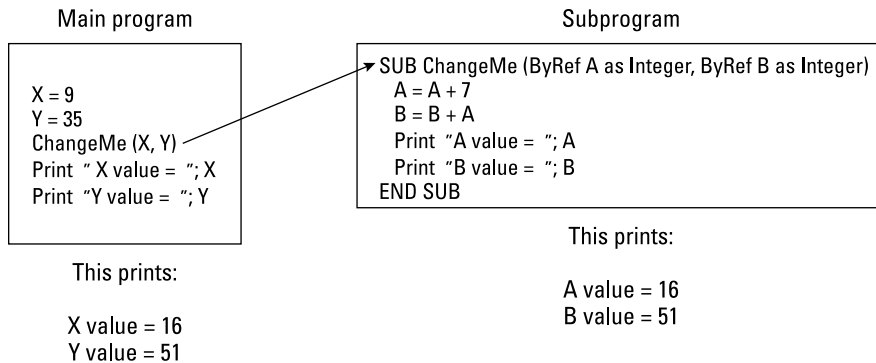 Main program
X = 9
Y = 35
ChangeMe (X, Y)
Print " X value = "; X
Print "Y value = "; Y
This prints:
X value = 16
Y value = 51
Subprogram
SUB ChangeMe (ByRef A as Integer, ByRef B as Integer)
A = A + 7
B = B + A
Print "A value = "; A
Print "B value = "; B
END SUB
This prints:
A value = 16
B value = 51